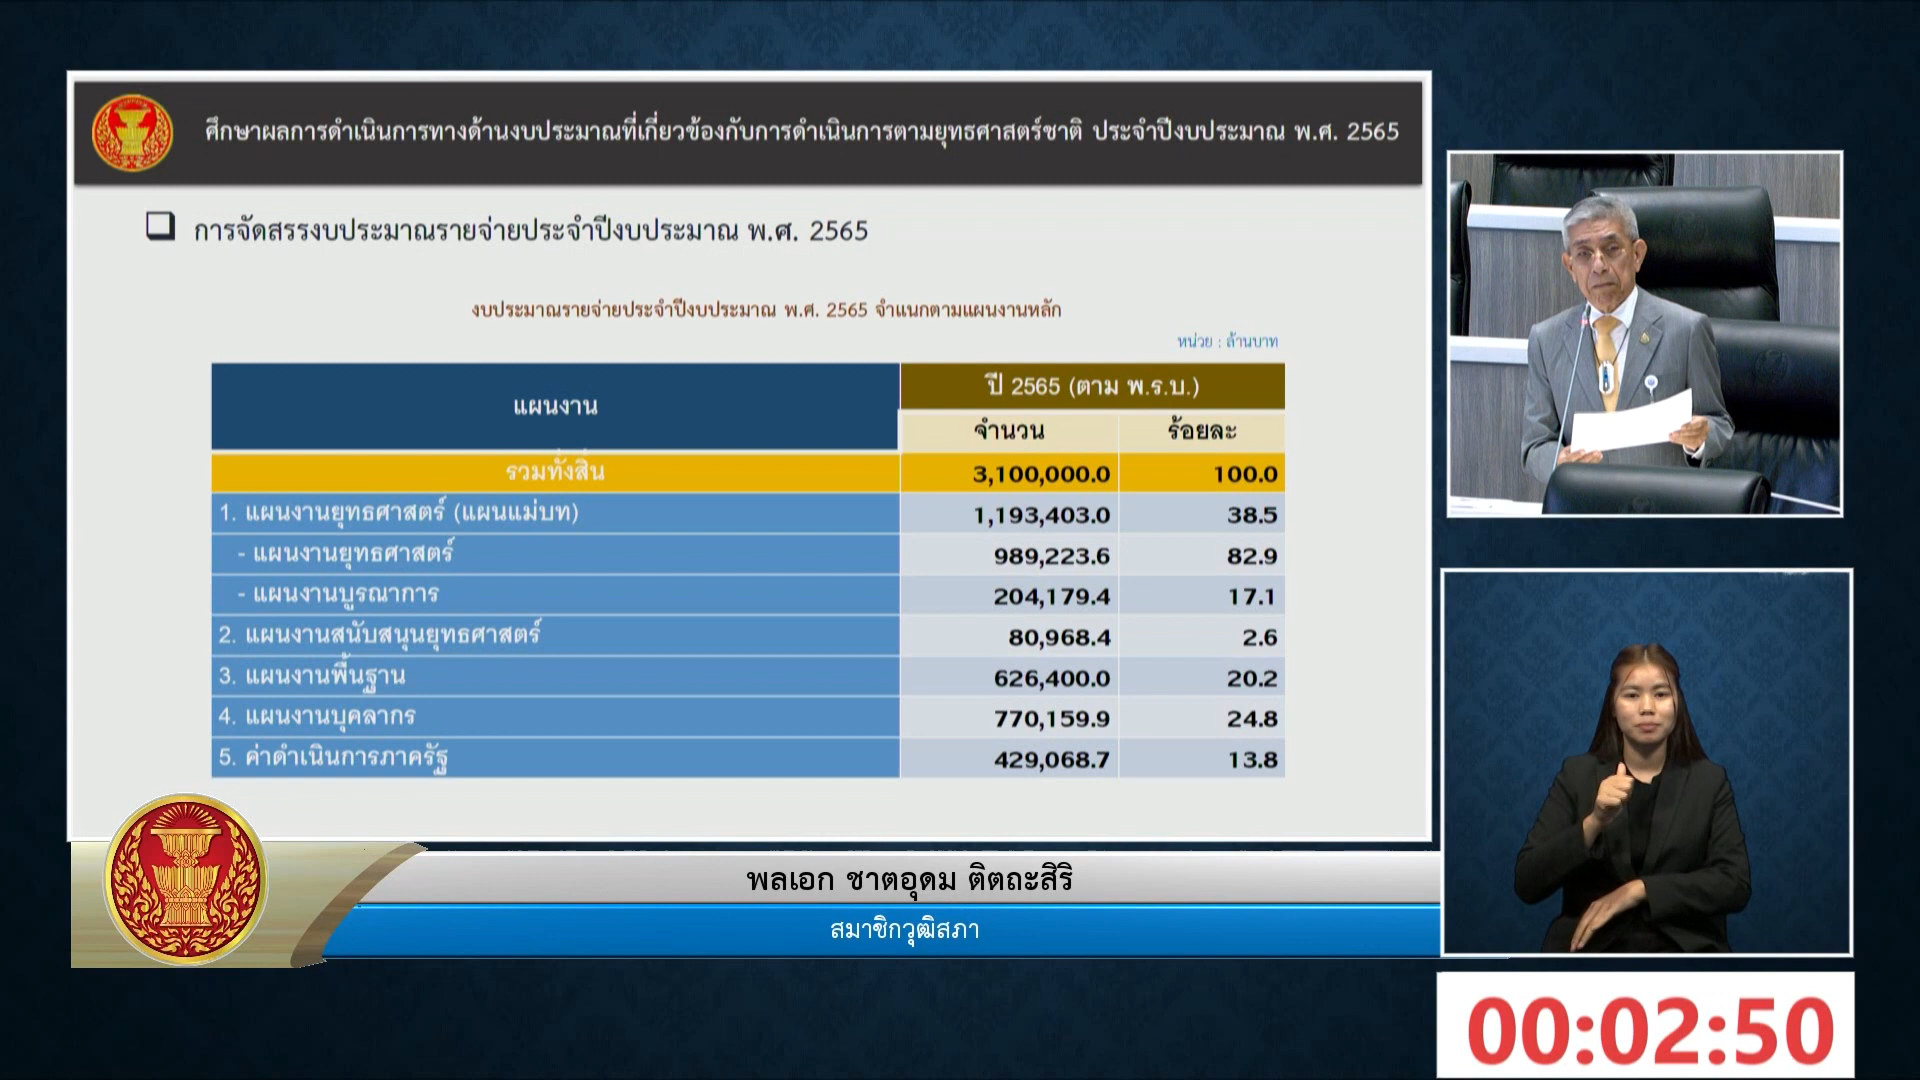 ศึกษาผลการดำเนินการทางด้านงบประมาณที่เกี่ยวข้องกับการดำเนินการตามยุทธศาสตร์ชาติ ประจำปีงบประมาณ พ.ศ. 2565
การจัดสรรงบประมาณรายจ่ายประจำปีงบประมาณ พ.ศ. 2565
งบประมาณรายจ่ายประจำปีงบประมาณ พ.ศ. 2565 จำแนกตามแผนงานหลัก
หน่วย : ล้านบาท
แผนงาน ปี 2565 (ตาม พ.ร.บ.)
จำนวน ร้อยละ
รวมทั้งสิ้น 3,100,000.0 100.0
1. แผนงานยุทธศาสตร์ (แผนแม่บท) 1,193,403.0 38.5
- แผนงานยุทธศาสตร์ 989,223.6 82.9
- แผนงานบูรณาการ 204,179.4 17.1
2. แผนงานสนับสนุนยุทธศาสตร์ 80,968.4 2.6
3. แผนงานพื้นฐาน 626,400.0 20.2
4. แผนงานบุคลากร 770,159.9 24.8
5. ค่าดำเนินการภาครัฐ 429,068.7 13.8
พลเอก ชาตอุดม ติตถะสิริ
สมาชิกวุฒิสภา
00:02:50